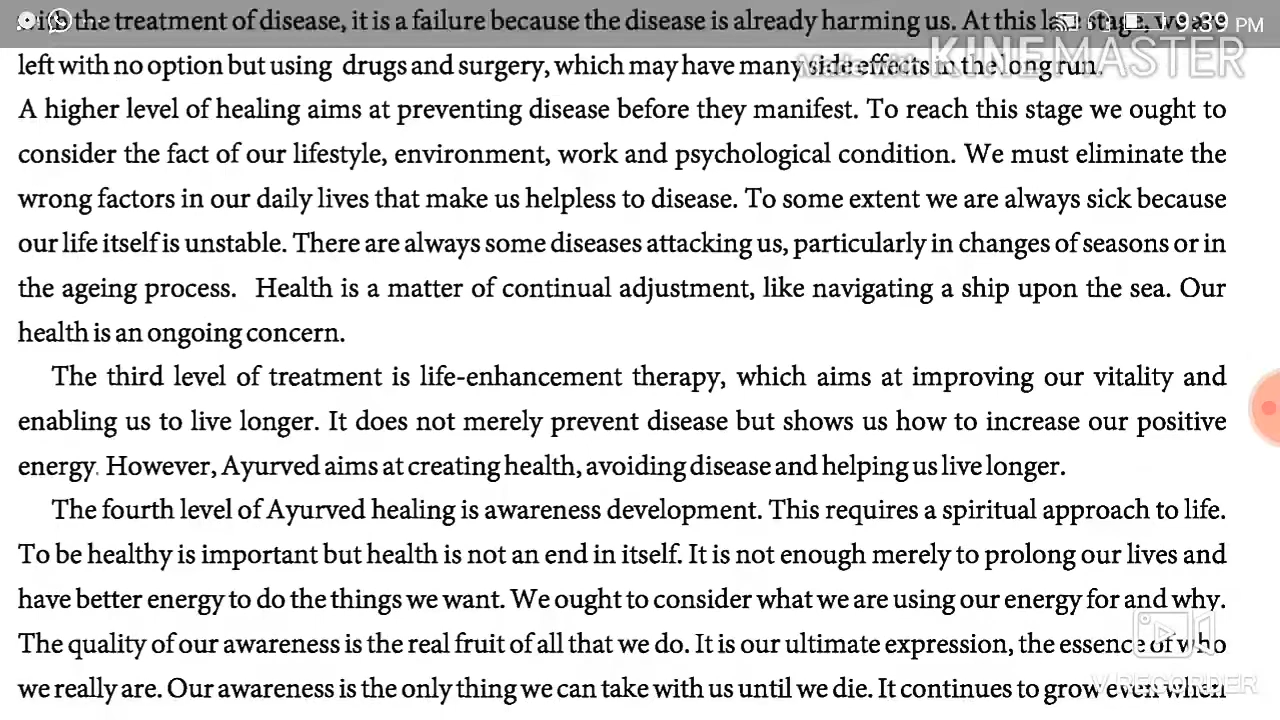 with the treatment of disease, it is a failure because the disease is already harming us. At this late stage, we are
9:39 PM
left with no option but using drugs and surgery, which may have many side effects in the long run.
Made with KINEMASTER
A higher level of healing aims at preventing disease before they manifest. To reach this stage we ought to
consider the fact of our lifestyle, environment, work and psychological condition. We must eliminate the
wrong factors in our daily lives that make us helpless to disease. To some extent we are always sick because
our life itself is unstable. There are always some diseases attacking us, particularly in changes of seasons or in
the ageing process. Health is a matter of continual adjustment, like navigating a ship upon the sea. Our
health is an ongoing concern.
The third level of treatment is life-enhancement therapy, which aims at improving our vitality and
enabling us to live longer. It does not merely prevent disease but shows us how to increase our positive
energy. However, Ayurved aims at creating health, avoiding disease and helping us live longer.
The fourth level of Ayurved healing is awareness development. This requires a spiritual approach to life.
To be healthy is important but health is not an end in itself. It is not enough merely to prolong our lives and
have better energy to do the things we want. We ought to consider what we are using our energy for and why.
The quality of our awareness is the real fruit of all that we do. It is our ultimate expression, the essence of who
we really are. Our awareness is the only thing we can take with us until we die. It continues to grow even when
V RECORDER